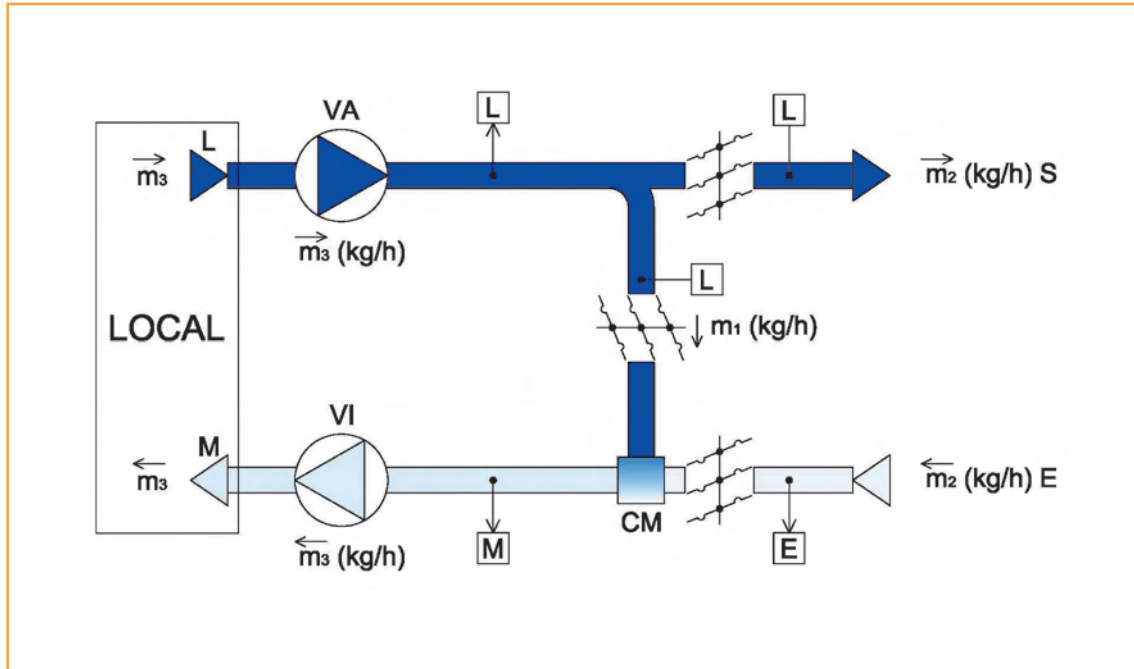 VA
L
L
L
m₃
m₂ (kg/h) S
m₃ (kg/h)
L
LOCAL
m₁ (kg/h)
VI
M
m₃
m₂ (kg/h) E
CM
m₃ (kg/h)
M
E